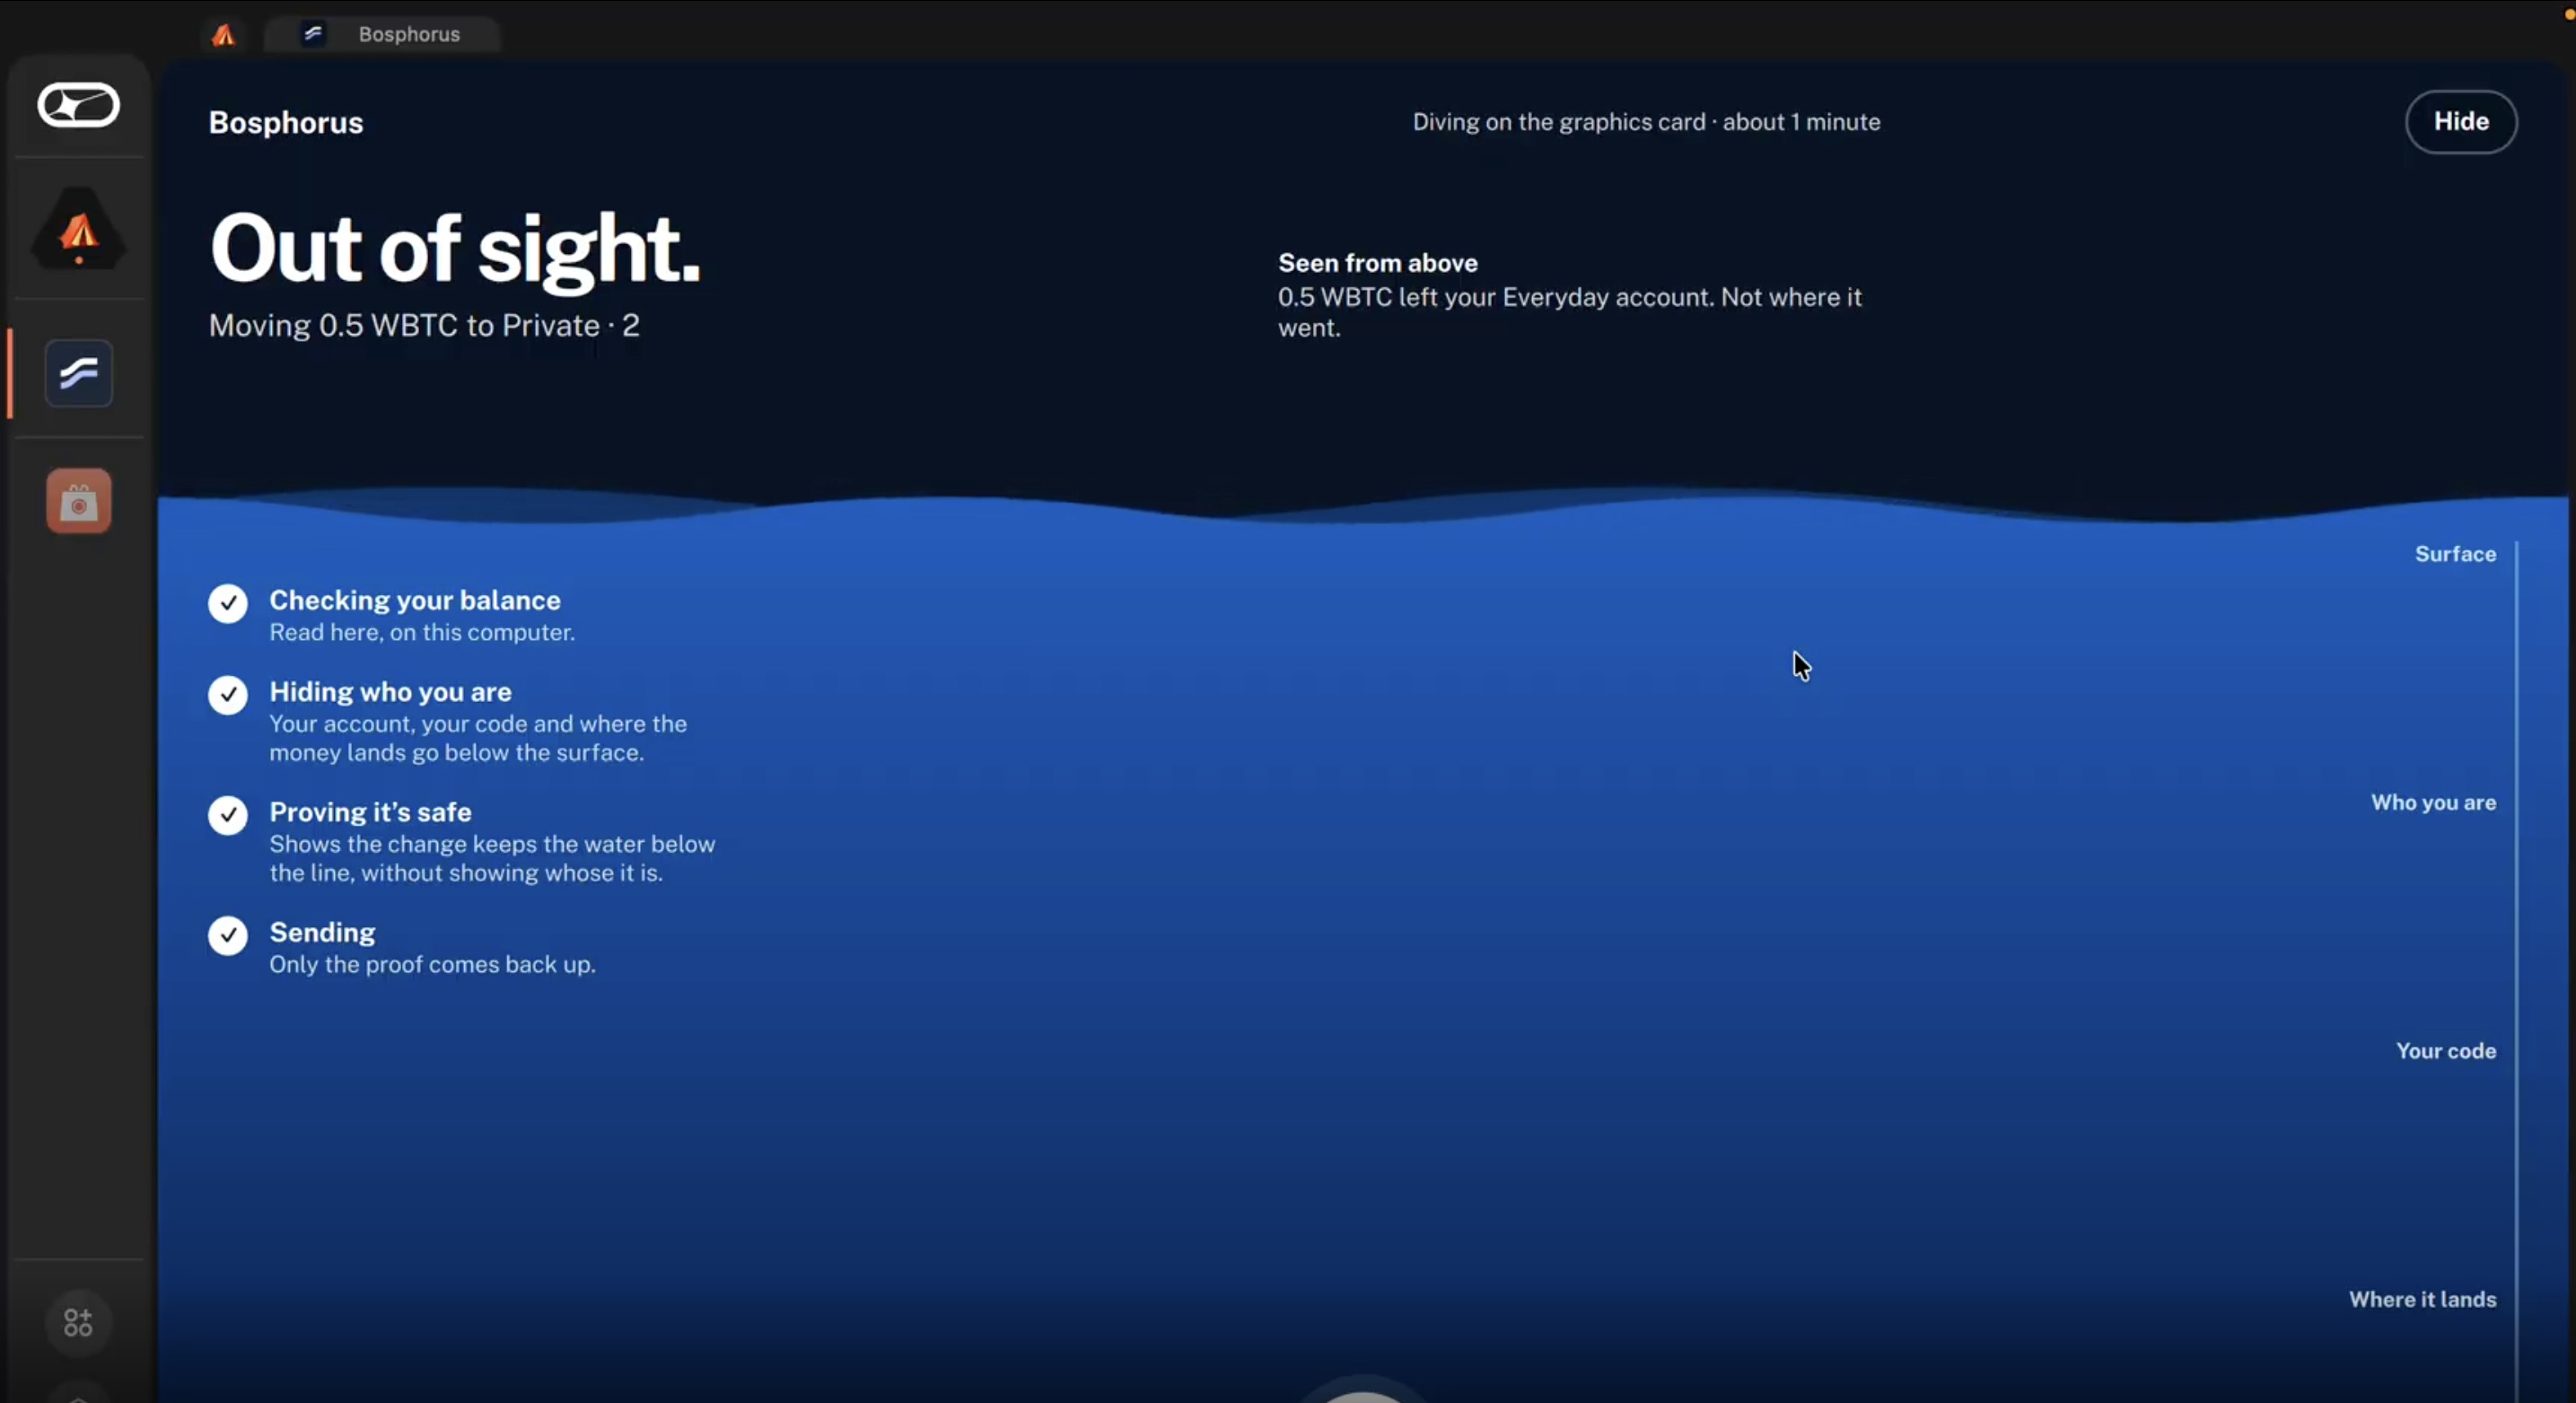 Bosphorus
Bosphorus
Diving on the graphics card · about 1 minute
Hide
Out of sight.
Moving 0.5 WBTC to Private · 2
Seen from above
0.5 WBTC left your Everyday account. Not where it
went.
Surface
Checking your balance
Read here, on this computer.
Hiding who you are
Your account, your code and where the
money lands go below the surface.
Who you are
Proving it’s safe
Shows the change keeps the water below
the line, without showing whose it is.
Sending
Only the proof comes back up.
Your code
Where it lands